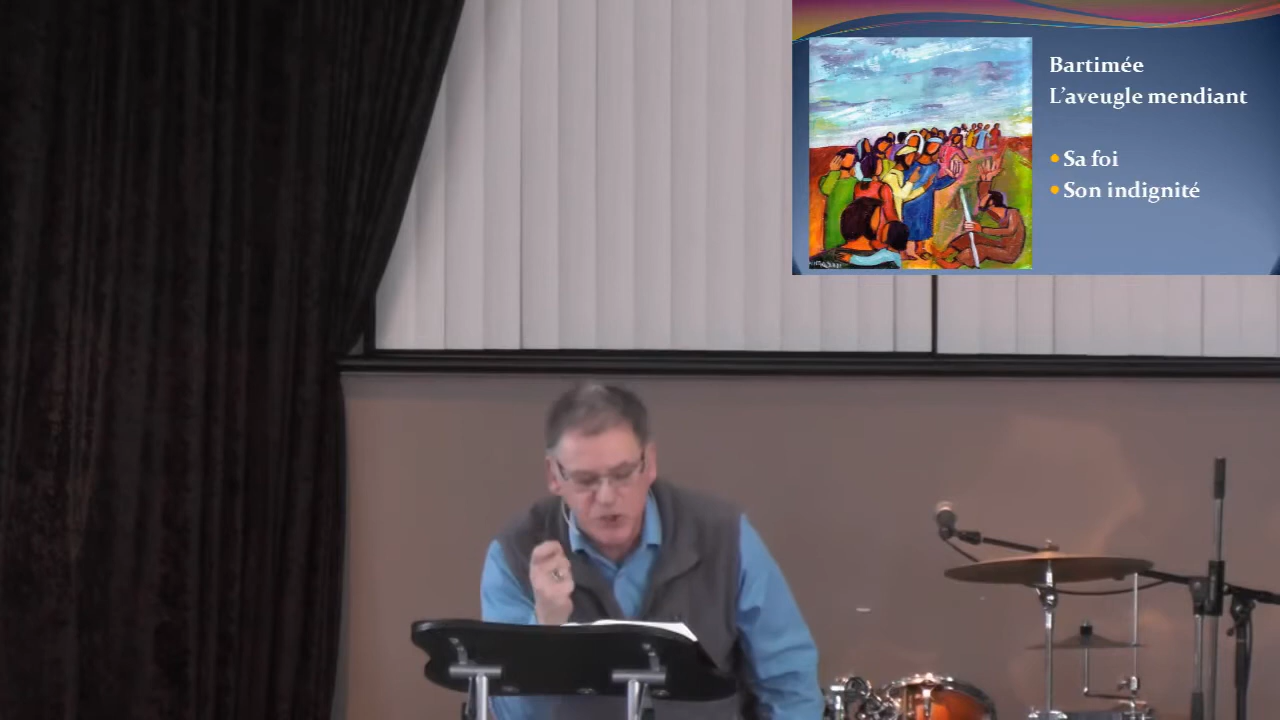 Bartimée
L'aveugle mendiant
• Sa foi
• Son indignité